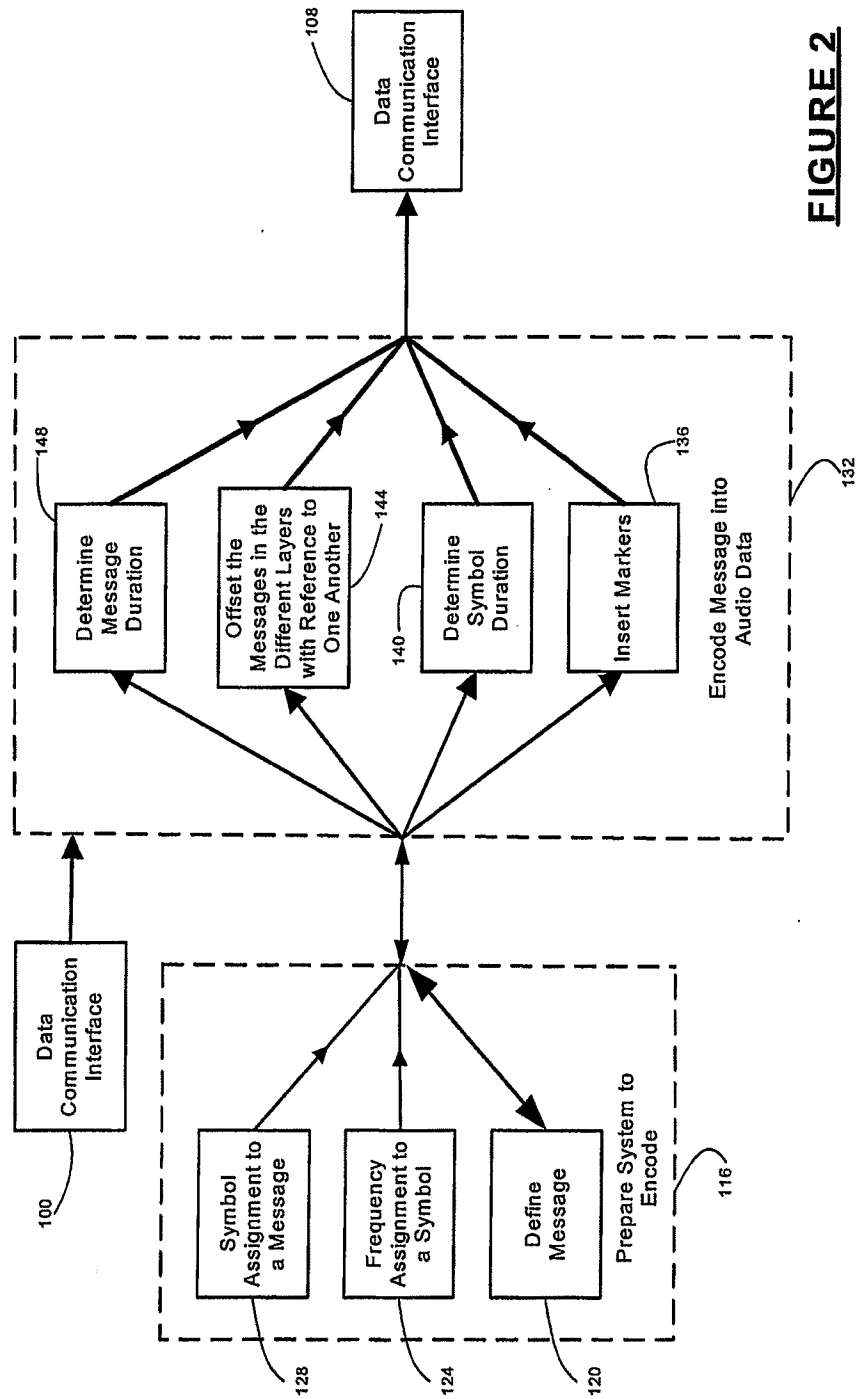 Data
Communication
Interface
100
Symbol
Assignment to
a Message
128
Frequency
Assignment to
a Symbol
124
Define
Message
120
Prepare System to
Encode
116
148
Determine
Message
Duration
Offset the
Messages in the
Different Layers
with Reference to
One Another
144
140
Determine
Symbol
Duration
136
Insert Markers
Encode Message into
Audio Data
132
Data
Communication
Interface
108
FIGURE 2